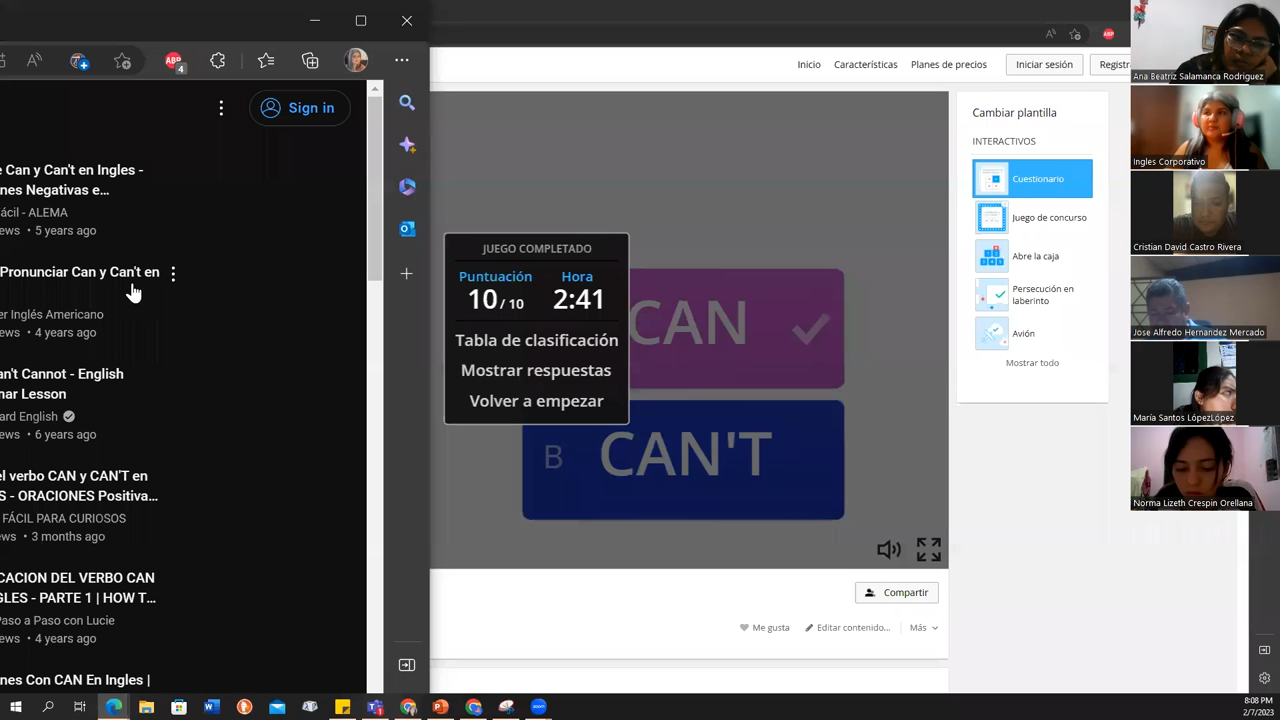 4
Sign in
e Can y Can't en Ingles -
nes Negativas e...
ácil - ALEMA
ews • 5 years ago
Pronunciar Can y Can't en
er Inglés Americano
ews • 4 years ago
an't Cannot - English
mar Lesson
ard English
ews • 6 years ago
el verbo CAN y CAN'T en
S - ORACIONES Positiva...
FÁCIL PARA CURIOSOS
ws • 3 months ago
CACION DEL VERBO CAN
GLES - PARTE 1 | HOW T...
Paso a Paso con Lucie
ews • 4 years ago
nes Con CAN En Ingles |
Inicio
Características
Planes de precios
Iniciar sesión
Registra
JUEGO COMPLETADO
Puntuación Hora
10/ 10 2:41
Tabla de clasificación
Mostrar respuestas
Volver a empezar
CAN
B CAN'T
Compartir
Me gusta
Editar contenido...
Más
Cambiar plantilla
INTERACTIVOS
Cuestionario
Juego de concurso
Abre la caja
Persecución en
laberinto
Avión
Mostrar todo
Ana Beatriz Salamanca Rodriguez
Ingles Corporativo
Cristian David Castro Rivera
Jose Alfredo Hernandez Mercado
María Santos LópezLópez
Norma Lizeth Crespin Orellana
8:08 PM
2/7/2023